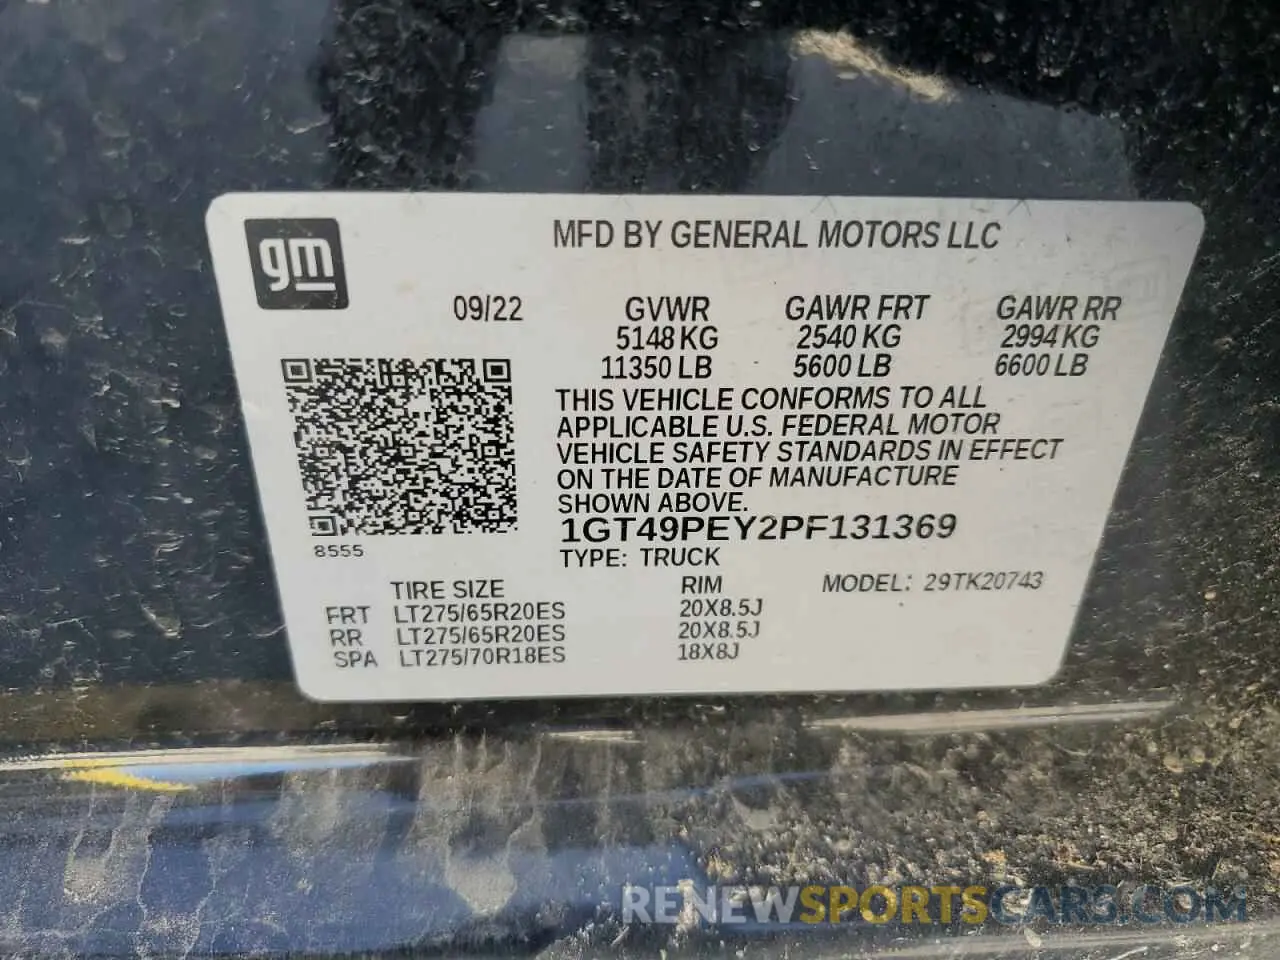 gm
MFD BY GENERAL MOTORS LLC
09/22 GVWR GAWR FRT GAWR RR
5148 KG 2540 KG 2994 KG
11350 LB 5600 LB 6600 LB
THIS VEHICLE CONFORMS TO ALL
APPLICABLE U.S. FEDERAL MOTOR
VEHICLE SAFETY STANDARDS IN EFFECT
ON THE DATE OF MANUFACTURE
SHOWN ABOVE.
1GT49PEY2PF131369
8555
TYPE: TRUCK
TIRE SIZE RIM MODEL: 29TK20743
FRT LT275/65R20ES 20X8.5J
RR LT275/65R20ES 20X8.5J
SPA LT275/70R18ES 18X8J
RENEWSPORTSCARS.COM